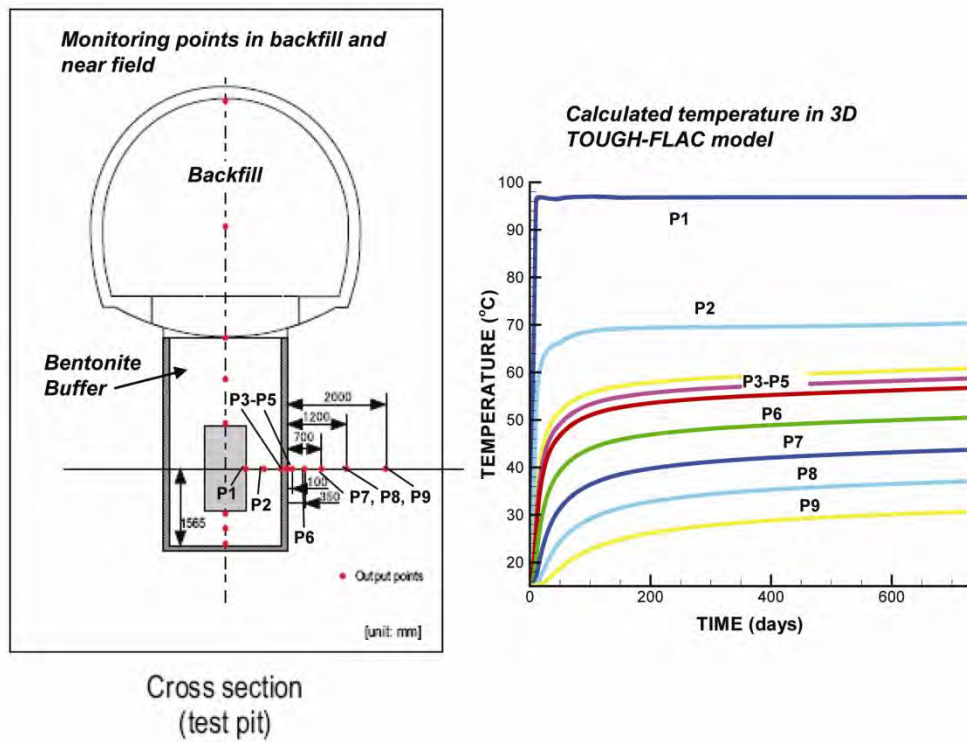 Monitoring points in backfill and
near field
Backfill
Bentonite
Buffer
P3-P5
2000
1200
700
P1
P2
100
350
P7, P8, P9
P6
1565
Output points
[unit: mm]
Cross section
(test pit)
Calculated temperature in 3D
TOUGH-FLAC model
TEMPERATURE (°C)
100
90
80
70
60
50
40
30
20
P1
P2
P3-P5
P6
P7
P8
P9
0
200
400
600
TIME (days)